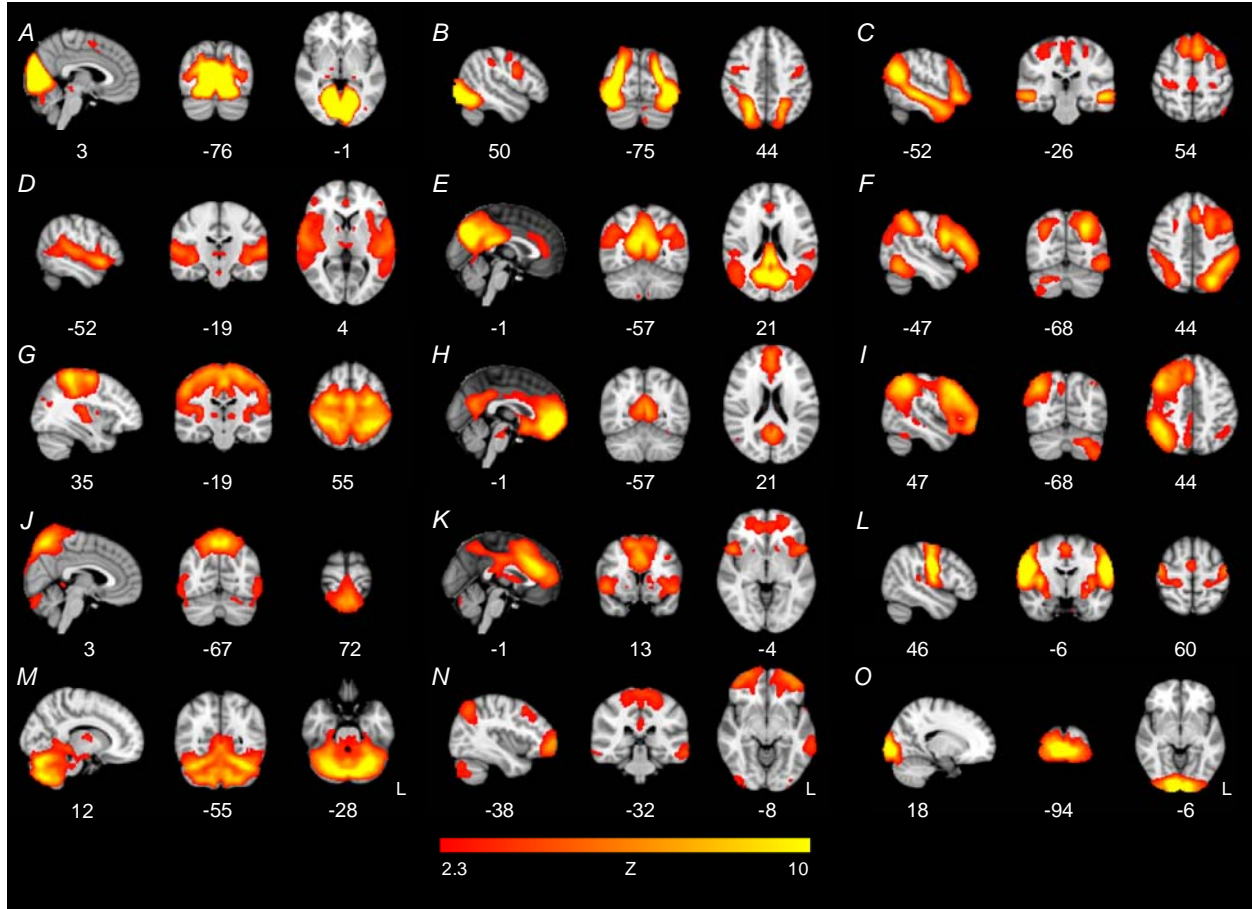 A B C
3 -76 -1 50 -75 44 -52 -26 54
D E F
-52 -19 4 -1 -57 21 -47 -68 44
G H I
35 -19 55 -1 -57 21 47 -68 44
J K L
3 -67 72 -1 13 -4 46 -6 60
M N O
L L L
12 -55 -28 -38 -32 -8 18 -94 -6
2.3 Z 10